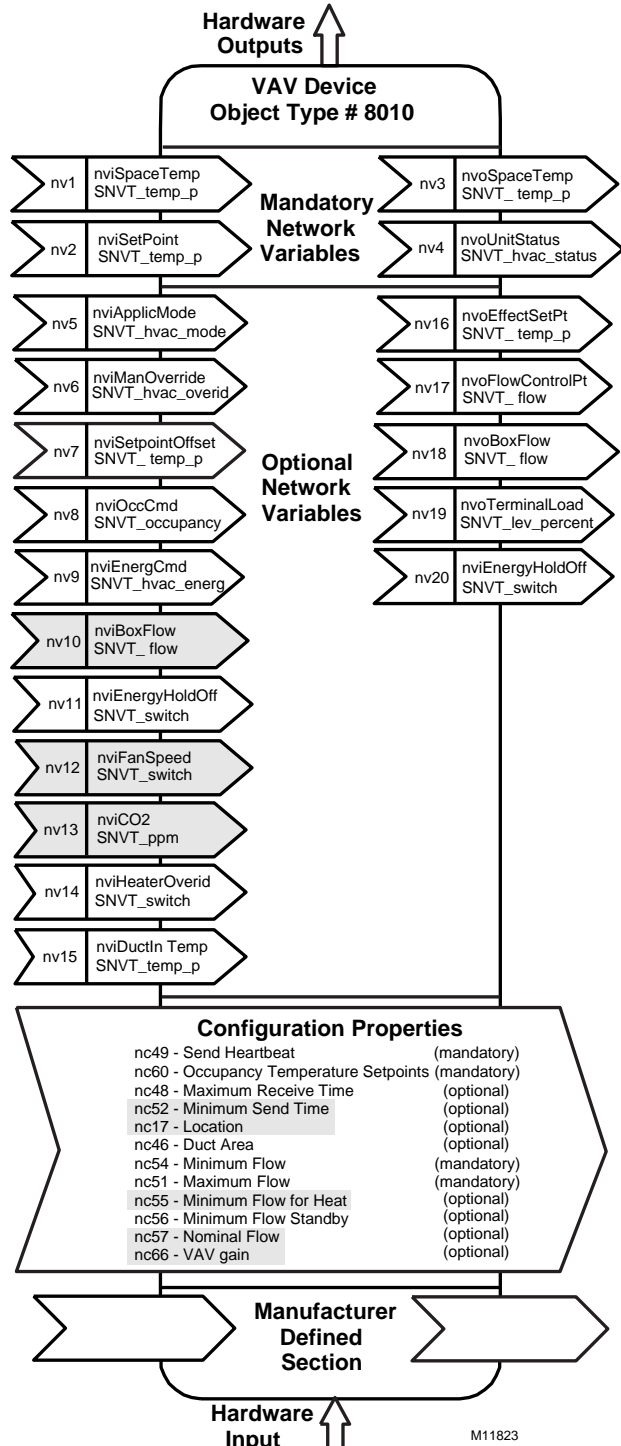 Hardware
Outputs
VAV Device
Object Type # 8010
nv1
nviSpaceTemp
SNVT_temp_p
nv2
nviSetPoint
SNVT_temp_p
Mandatory
Network
Variables
nv3
nvoSpaceTemp
SNVT_ temp_p
nv4
nvoUnitStatus
SNVT_hvac_status
nv5
nviApplicMode
SNVT_hvac_mode
nv6
nviManOverride
SNVT_hvac_overid
nv7
nviSetpointOffset
SNVT_ temp_p
nv8
nviOccCmd
SNVT_occupancy
nv9
nviEnergCmd
SNVT_hvac_energ
nv10
nviBoxFlow
SNVT_ flow
nv11
nviEnergyHoldOff
SNVT_switch
nv12
nviFanSpeed
SNVT_switch
nv13
nviCO2
SNVT_ppm
nv14
nviHeaterOverid
SNVT_switch
nv15
nviDuctIn Temp
SNVT_temp_p
Optional
Network
Variables
nv16
nvoEffectSetPt
SNVT_ temp_p
nv17
nvoFlowControlPt
SNVT_ flow
nv18
nvoBoxFlow
SNVT_ flow
nv19
nvoTerminalLoad
SNVT_lev_percent
nv20
nviEnergyHoldOff
SNVT_switch
Configuration Properties
nc49 - Send Heartbeat (mandatory)
nc60 - Occupancy Temperature Setpoints (mandatory)
nc48 - Maximum Receive Time (optional)
nc52 - Minimum Send Time (optional)
nc17 - Location (optional)
nc46 - Duct Area (optional)
nc54 - Minimum Flow (mandatory)
nc51 - Maximum Flow (mandatory)
nc55 - Minimum Flow for Heat (optional)
nc56 - Minimum Flow Standby (optional)
nc57 - Nominal Flow (optional)
nc66 - VAV gain (optional)
Manufacturer
Defined
Section
Hardware
Input
M11823